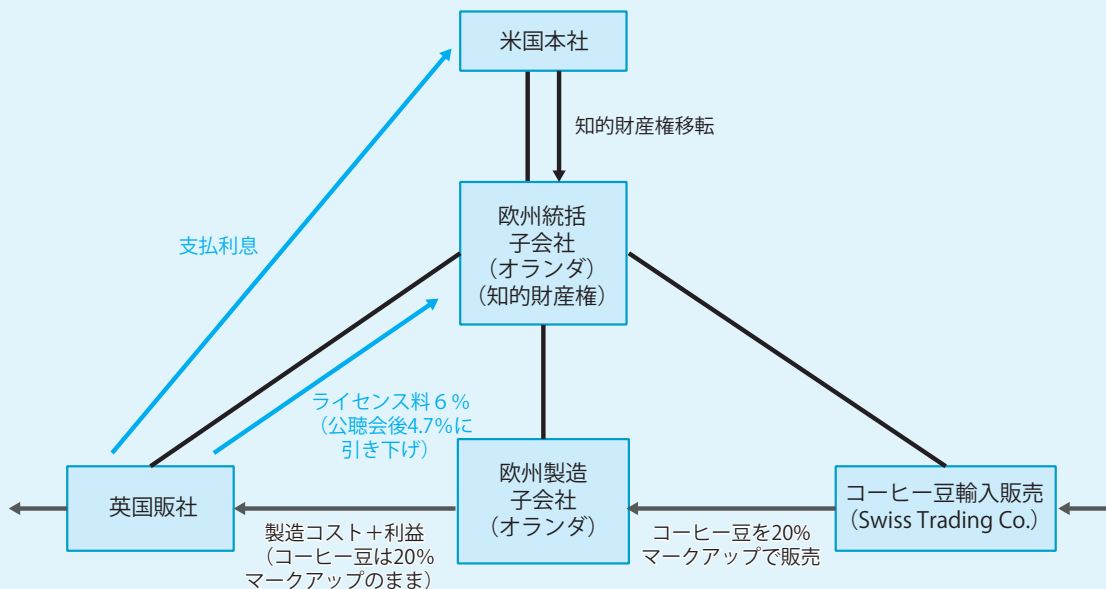 米国本社
知的財産権移転
欧州統括
子会社
（オランダ）
（知的財産権）
支払利息
ライセンス料６％
（公聴会後4.7%に
引き下げ）
英国販社
欧州製造
子会社
（オランダ）
コーヒー豆輸入販売
（Swiss Trading Co.）
製造コスト＋利益
（コーヒー豆は20%
マークアップのまま）
コーヒー豆を20%
マークアップで販売